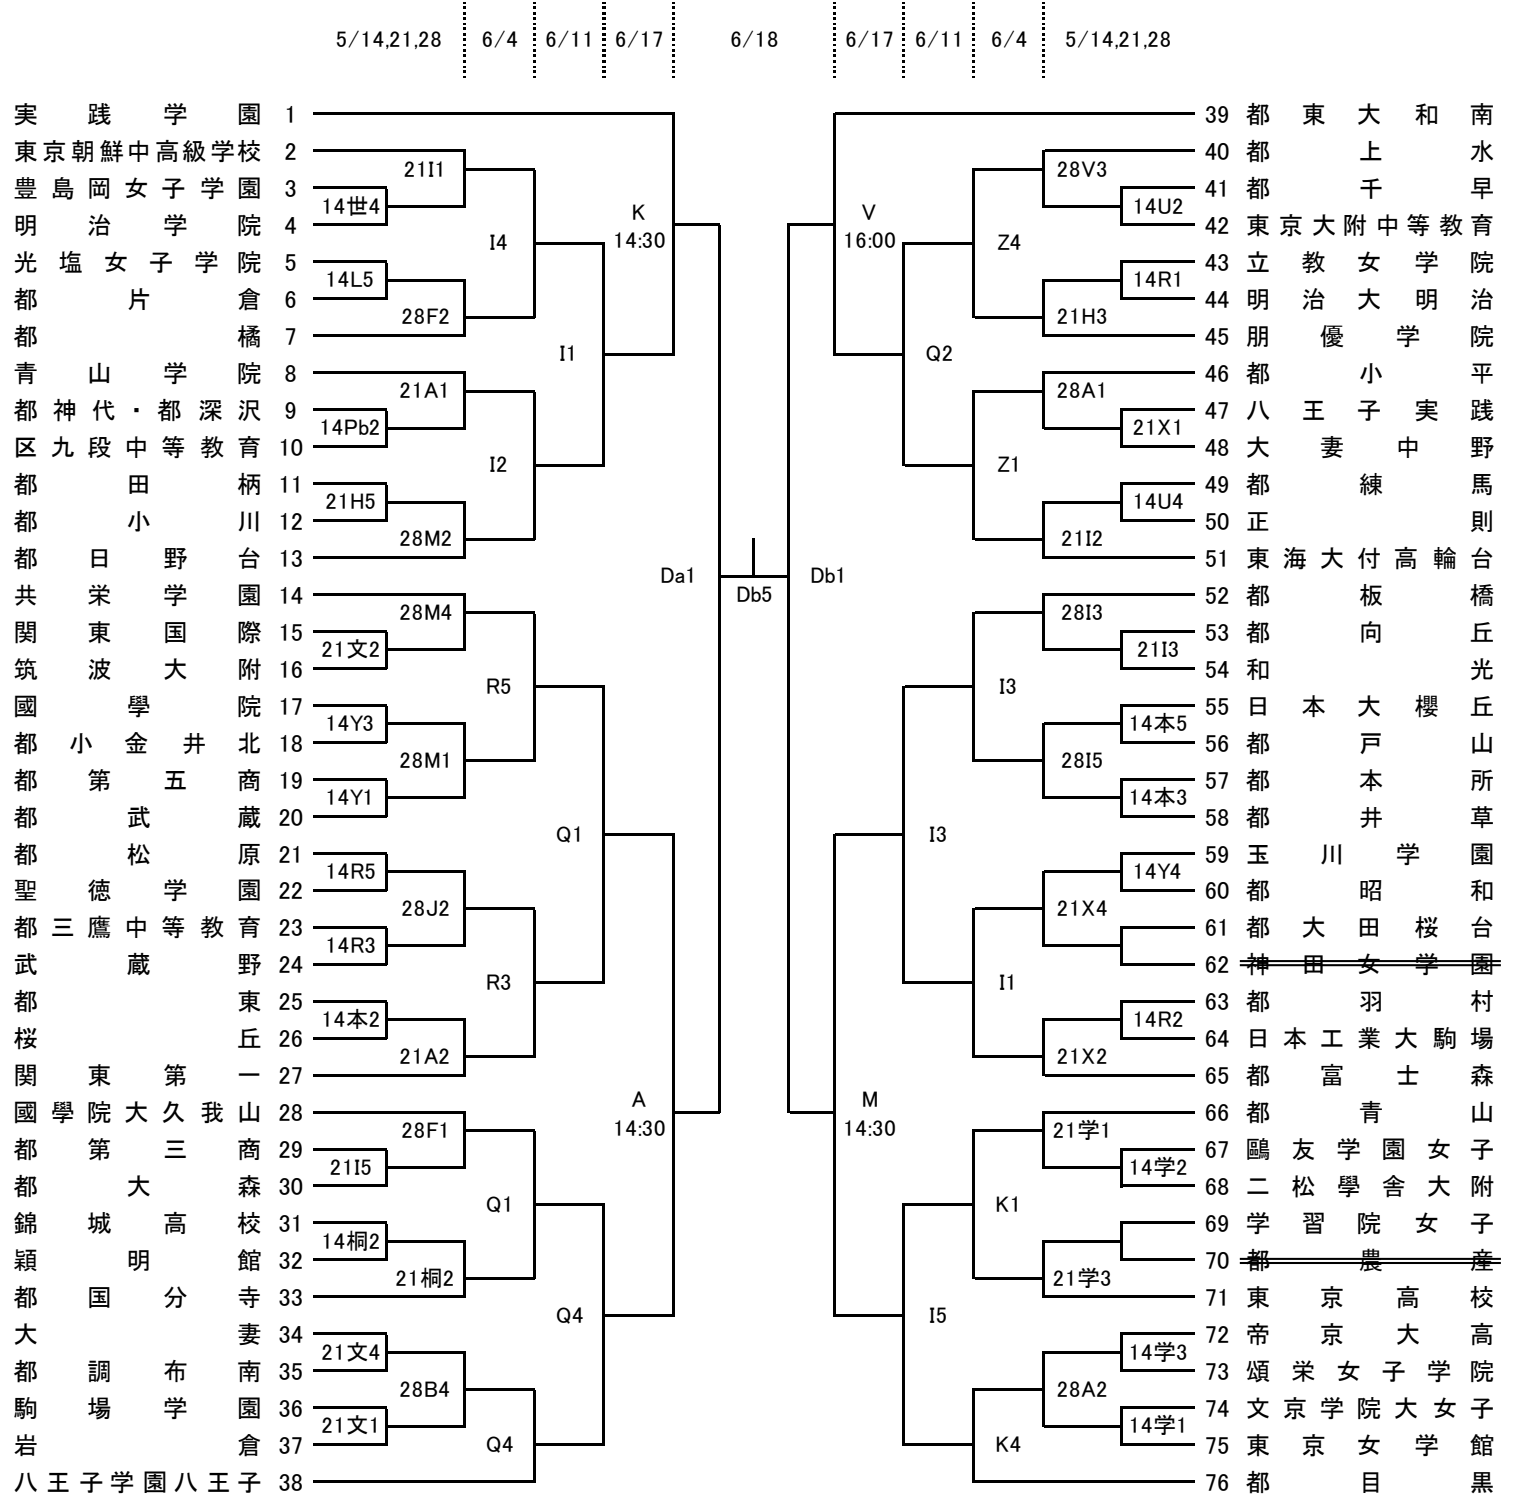 5/14,21,28 6/4 6/11 6/17 6/18 6/17 6/11 6/4 5/14,21,28
実践学園 1 39 都東大和南
東京朝鮮中高級学校 2 40 都上水
21I1 28V3
豊島岡女子学園 3 41 都千早
14世4 K V 14U2
明治学院 4 42 東京大附中等教育
I4 14:30 16:00 Z4
光塩女子学院 5 43 立教女学院
14L5 14R1
都片倉 6 44 明治大明治
28F2 21H3
都橘 7 45 朋優学院
I1 Q2
青山学院 8 46 都小平
21A1 28A1
都神代・都深沢 9 47 八王子実践
14Pb2 21X1
区九段中等教育 10 48 大妻中野
I2 Z1
都田柄 11 49 都練馬
21H5 14U4
都小川 12 50 正則
28M2 21I2
都日野台 13 51 東海大付高輪台
Da1 Db1
共栄学園 14 Db5 52 都板橋
28M4 28I3
関東国際 15 53 都向丘
21文2 21I3
筑波大附 16 54 和光
R5 I3
國學院 17 55 日本大櫻丘
14Y3 14本5
都小金井北 18 56 都戸山
28M1 28I5
都第五商 19 57 都本所
14Y1 14本3
都武蔵 20 58 都井草
Q1 I3
都松原 21 59 玉川学園
14R5 14Y4
聖徳学園 22 60 都昭和
28J2 21X4
都三鷹中等教育 23 61 都大田桜台
14R3
武蔵野 24 62 神田女学園
R3 I1
都東 25 63 都羽村
14本2 14R2
桜丘 26 64 日本工業大駒場
21A2 21X2
関東第一 27 65 都富士森
A M
國學院大久我山 28 66 都青山
28F1 14:30 14:30 21学1
都第三商 29 67 鷗友学園女子
21I5 14学2
都大森 30 68 二松學舎大附
Q1 K1
錦城高校 31 69 学習院女子
14桐2
穎明館 32 70 都農産
21桐2 21学3
都国分寺 33 71 東京高校
Q4 I5
大妻 34 72 帝京大高
21文4 14学3
都調布南 35 73 頌栄女子学院
28B4 28A2
駒場学園 36 74 文京学院大女子
21文1 14学1
岩倉 37 75 東京女学館
Q4 K4
八王子学園八王子 38 76 都目黒